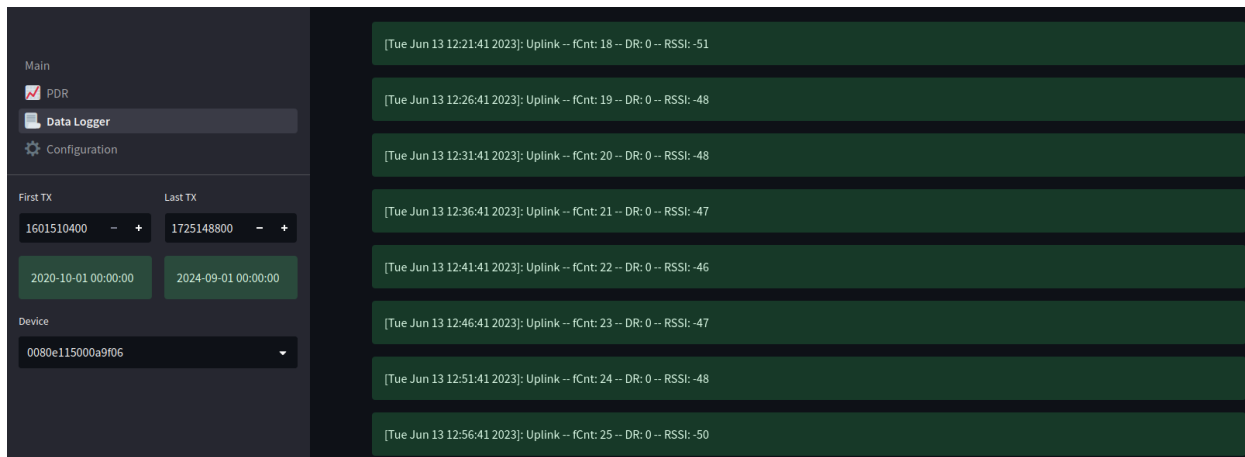 Main
PDR
Data Logger
Configuration
First TX
Last TX
1601510400 − +
1725148800 − +
2020-10-01 00:00:00
2024-09-01 00:00:00
Device
0080e115000a9f06
[Tue Jun 13 12:21:41 2023]: Uplink -- fCnt: 18 -- DR: 0 -- RSSI: -51
[Tue Jun 13 12:26:41 2023]: Uplink -- fCnt: 19 -- DR: 0 -- RSSI: -48
[Tue Jun 13 12:31:41 2023]: Uplink -- fCnt: 20 -- DR: 0 -- RSSI: -48
[Tue Jun 13 12:36:41 2023]: Uplink -- fCnt: 21 -- DR: 0 -- RSSI: -47
[Tue Jun 13 12:41:41 2023]: Uplink -- fCnt: 22 -- DR: 0 -- RSSI: -46
[Tue Jun 13 12:46:41 2023]: Uplink -- fCnt: 23 -- DR: 0 -- RSSI: -47
[Tue Jun 13 12:51:41 2023]: Uplink -- fCnt: 24 -- DR: 0 -- RSSI: -48
[Tue Jun 13 12:56:41 2023]: Uplink -- fCnt: 25 -- DR: 0 -- RSSI: -50